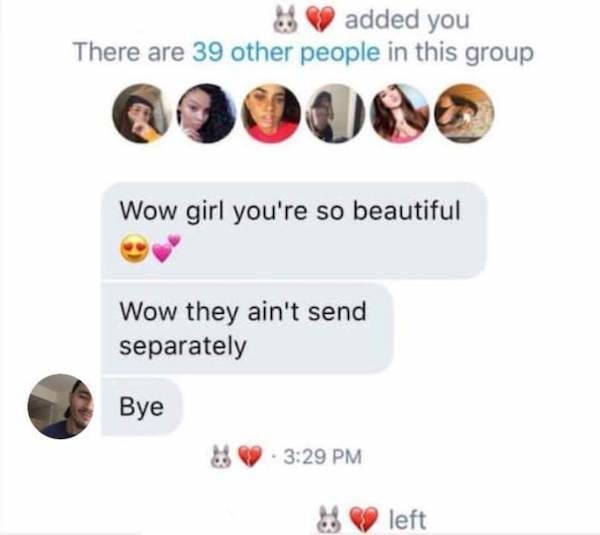 🐰💔 added you
There are 39 other people in this group
Wow girl you're so beautiful
😍💕
Wow they ain't send
separately
Bye
🐰💔 · 3:29 PM
🐰💔 left